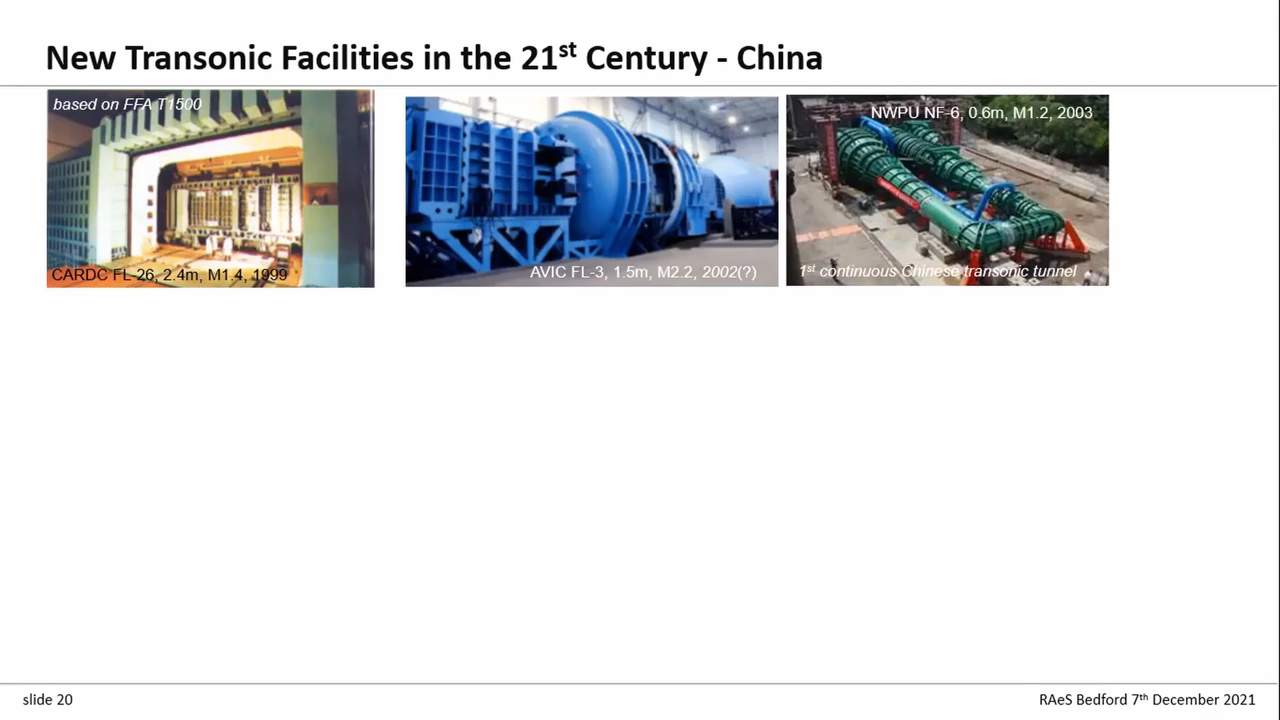 New Transonic Facilities in the 21st Century - China
based on FFA T1500
CARDC FL-26, 2.4m, M1.4, 1999
AVIC FL-3, 1.5m, M2.2, 2002(?)
NWPU NF-6, 0.6m, M1.2, 2003
1st continuous Chinese transonic tunnel
slide 20
RAeS Bedford 7th December 2021